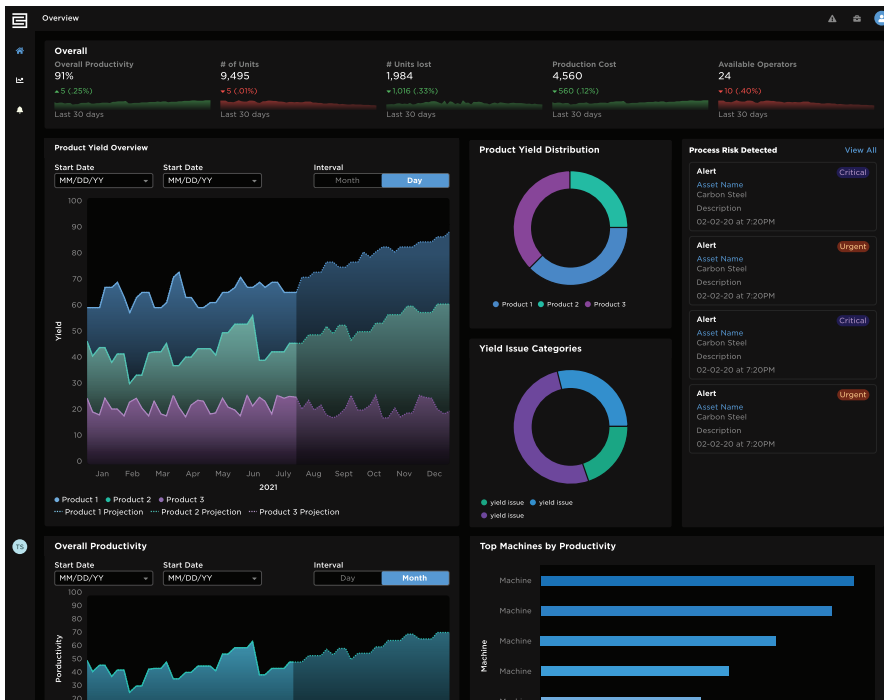 Overview
Overall
Overall Productivity
91%
5 (.25%)
Last 30 days
# of Units
9,495
5 (.01%)
Last 30 days
# Units lost
1,984
1,016 (.33%)
Last 30 days
Production Cost
4,560
560 (.12%)
Last 30 days
Available Operators
24
10 (.40%)
Last 30 days
Product Yield Overview
Start Date
MM/DD/YY
Start Date
MM/DD/YY
Interval
Month Day
100
90
80
70
60
50
40
30
20
10
0
Yield
Jan Feb Mar Apr May Jun July Aug Sept Oct Nov Dec
2021
Product 1 Product 2 Product 3
Product 1 Projection Product 2 Projection Product 3 Projection
Product Yield Distribution
Product 1 Product 2 Product 3
Yield Issue Categories
yield issue yield issue
yield issue
Process Risk Detected View All
Alert Critical
Asset Name
Carbon Steel
Description
02-02-20 at 7:20PM
Alert Urgent
Asset Name
Carbon Steel
Description
02-02-20 at 7:20PM
Alert Critical
Asset Name
Carbon Steel
Description
02-02-20 at 7:20PM
Alert Urgent
Asset Name
Carbon Steel
Description
02-02-20 at 7:20PM
TS
Overall Productivity
Start Date
MM/DD/YY
Start Date
MM/DD/YY
Interval
Day Month
100
90
80
70
60
50
40
30
20
Porductivity
Top Machines by Productivity
Machine
Machine
Machine
Machine
Machine